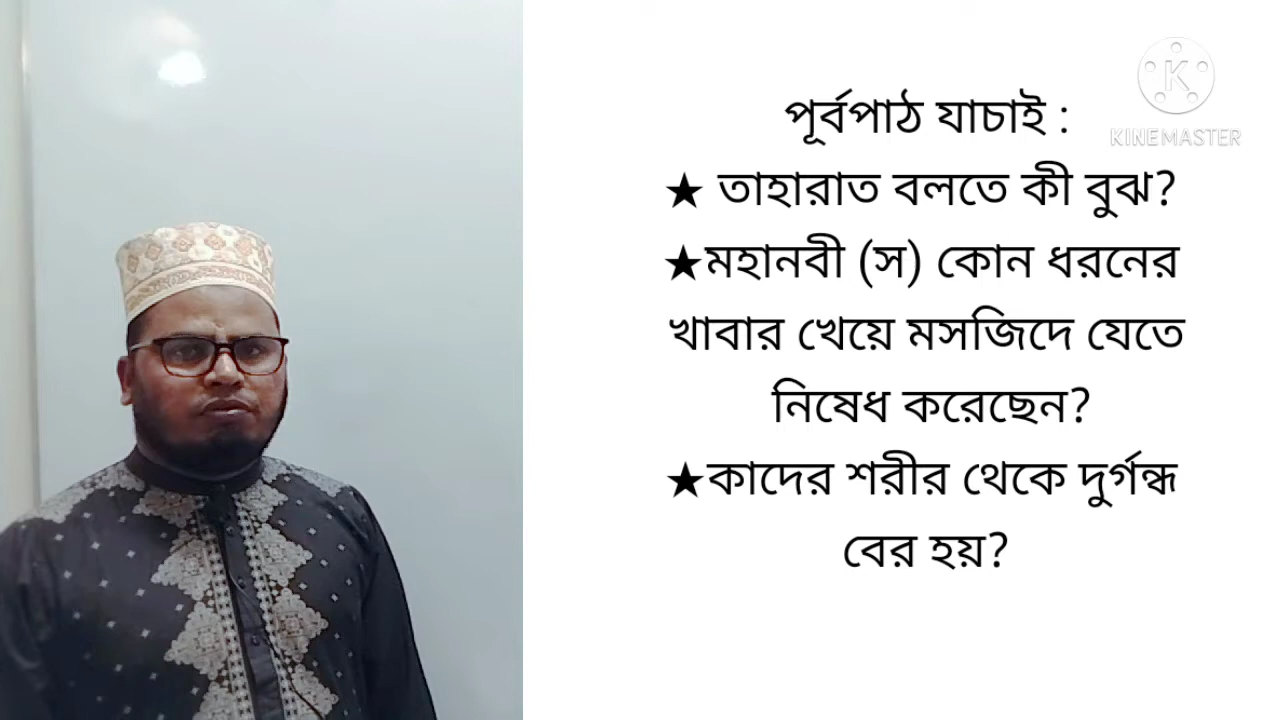 পূর্বপাঠ যাচাই :
★ তাহারাত বলতে কী বুঝ?
★মহানবী (স) কোন ধরনের
খাবার খেয়ে মসজিদে যেতে
নিষেধ করেছেন?
★কাদের শরীর থেকে দুর্গন্ধ
বের হয়?
K
KINEMASTER